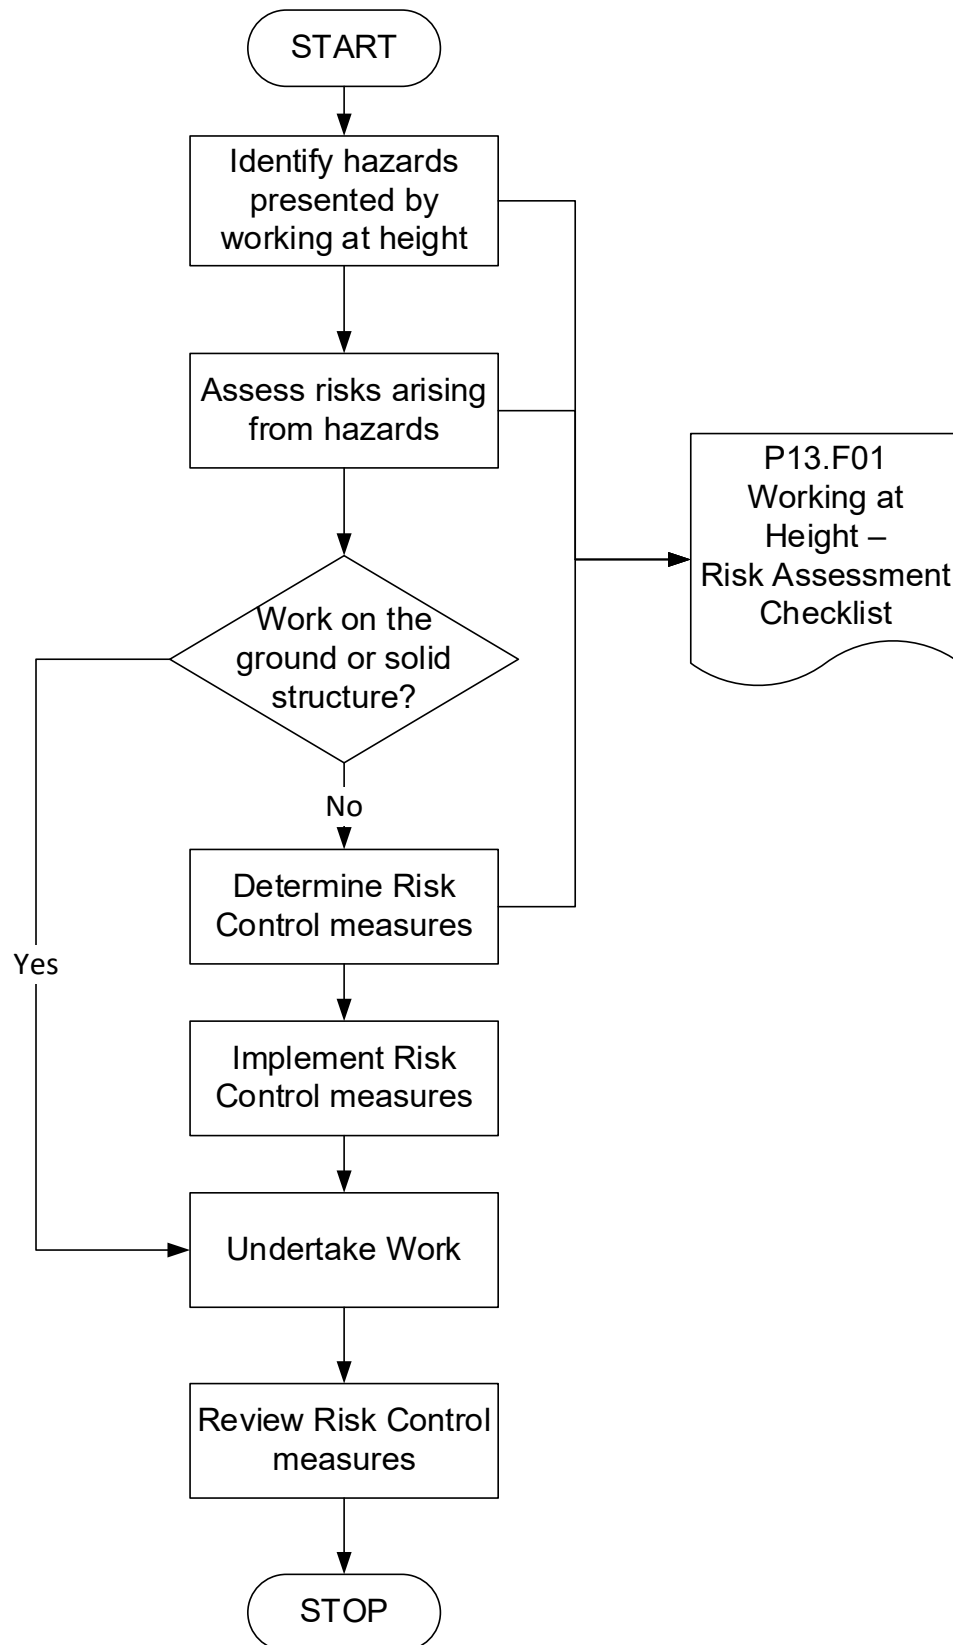 START
Identify hazards
presented by
working at height
Assess risks arising
from hazards
P13.F01
Working at
Height –
Risk Assessment
Checklist
Work on the
ground or solid
structure?
No
Determine Risk
Control measures
Yes
Implement Risk
Control measures
Undertake Work
Review Risk Control
measures
STOP